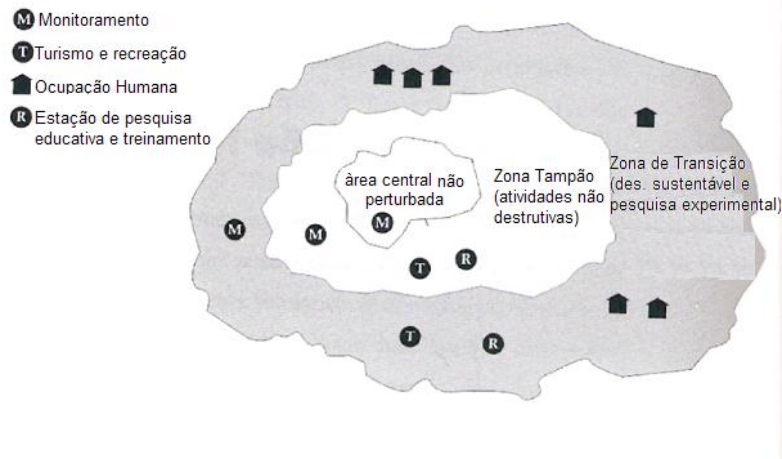 M Monitoramento
T Turismo e recreação
Ocupação Humana
R Estação de pesquisa
educativa e treinamento
àrea central não
perturbada
Zona Tampão
(atividades não
destrutivas)
Zona de Transição
(des. sustentável e
pesquisa experimental)
M
M
M
T
R
T
R